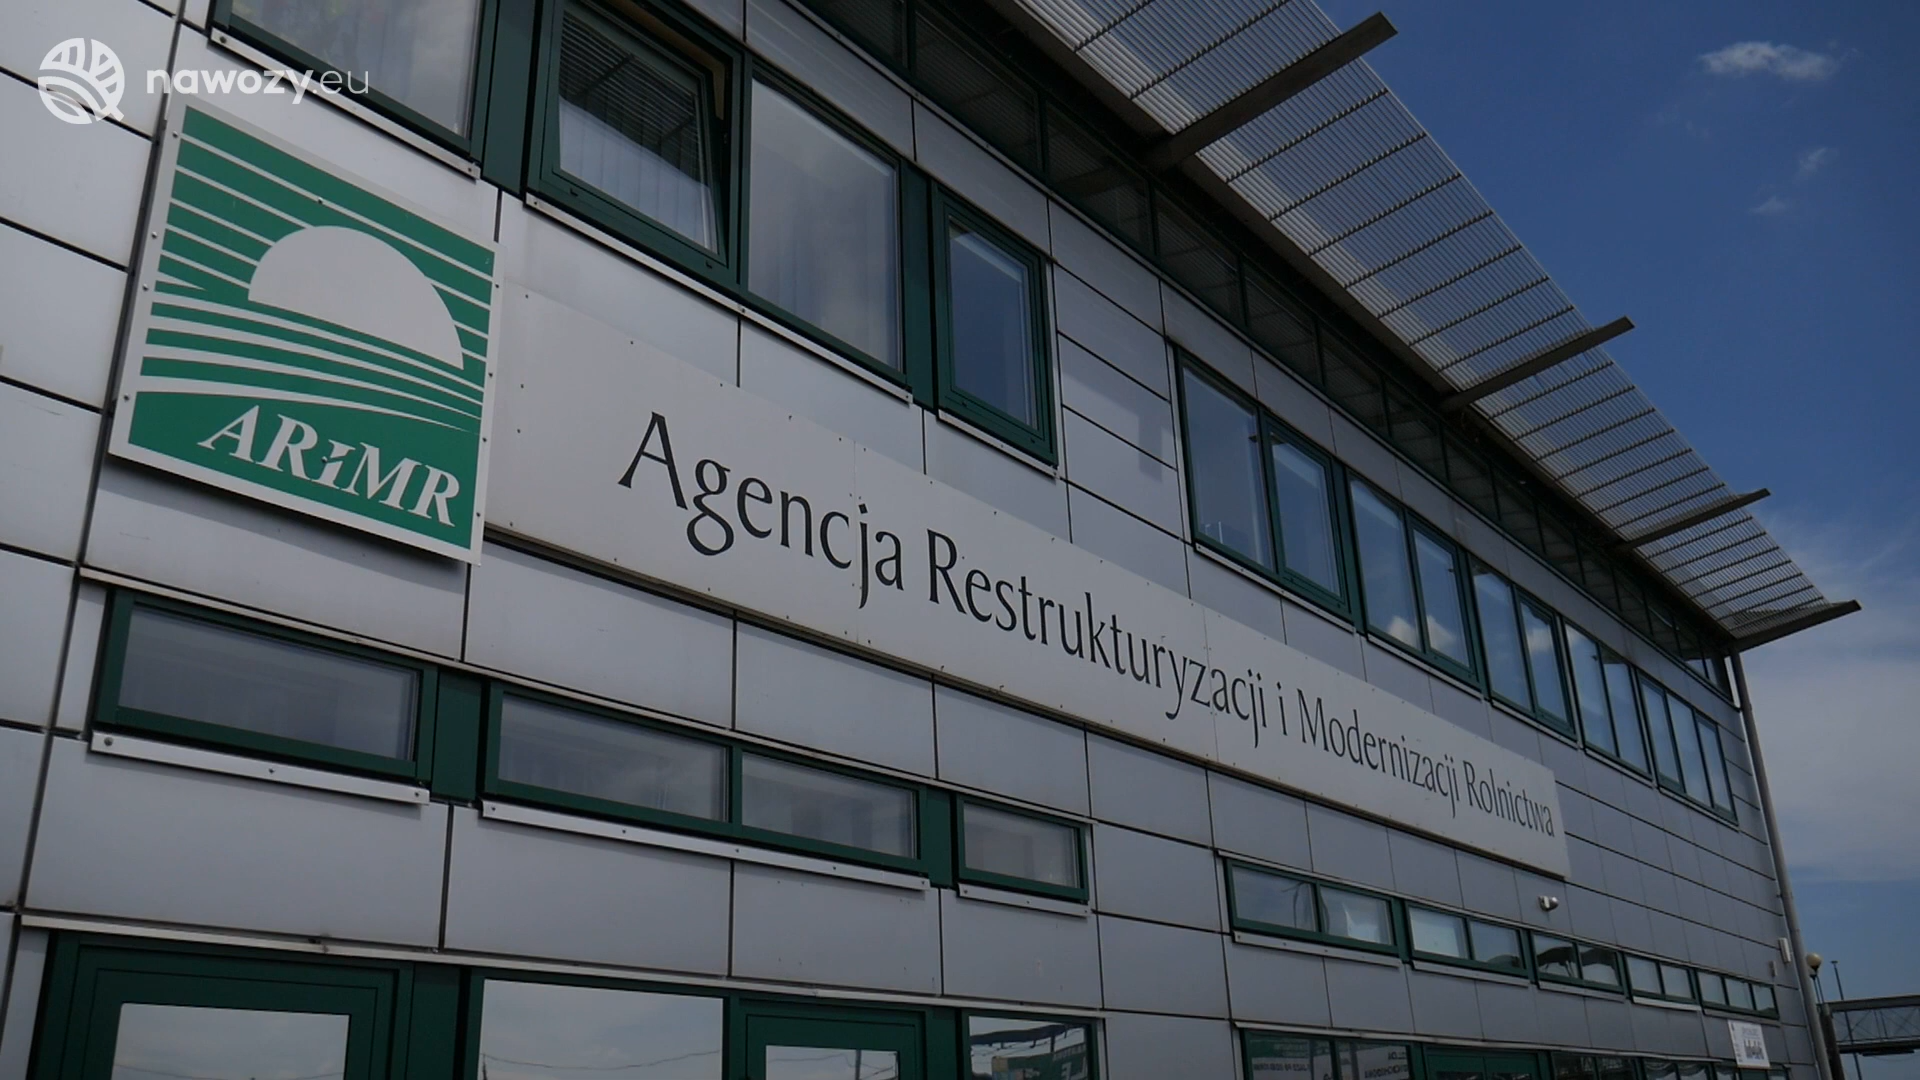 nawozy.eu
ARiMR
Agencja Restrukturyzacji i Modernizacji Rolnictwa